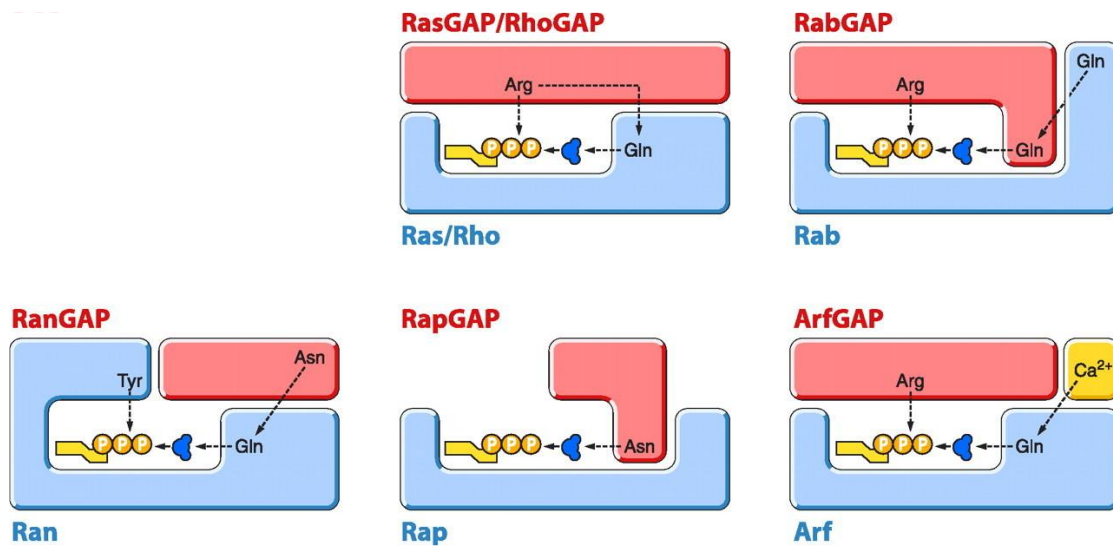 RasGAP/RhoGAP
Arg
P P P
Gln
Ras/Rho
RabGAP
Gln
Arg
P P P
Gln
Rab
RanGAP
Asn
Tyr
P P P
Gln
Ran
RapGAP
P P P
Asn
Rap
ArfGAP
Ca2+
Arg
P P P
Gln
Arf